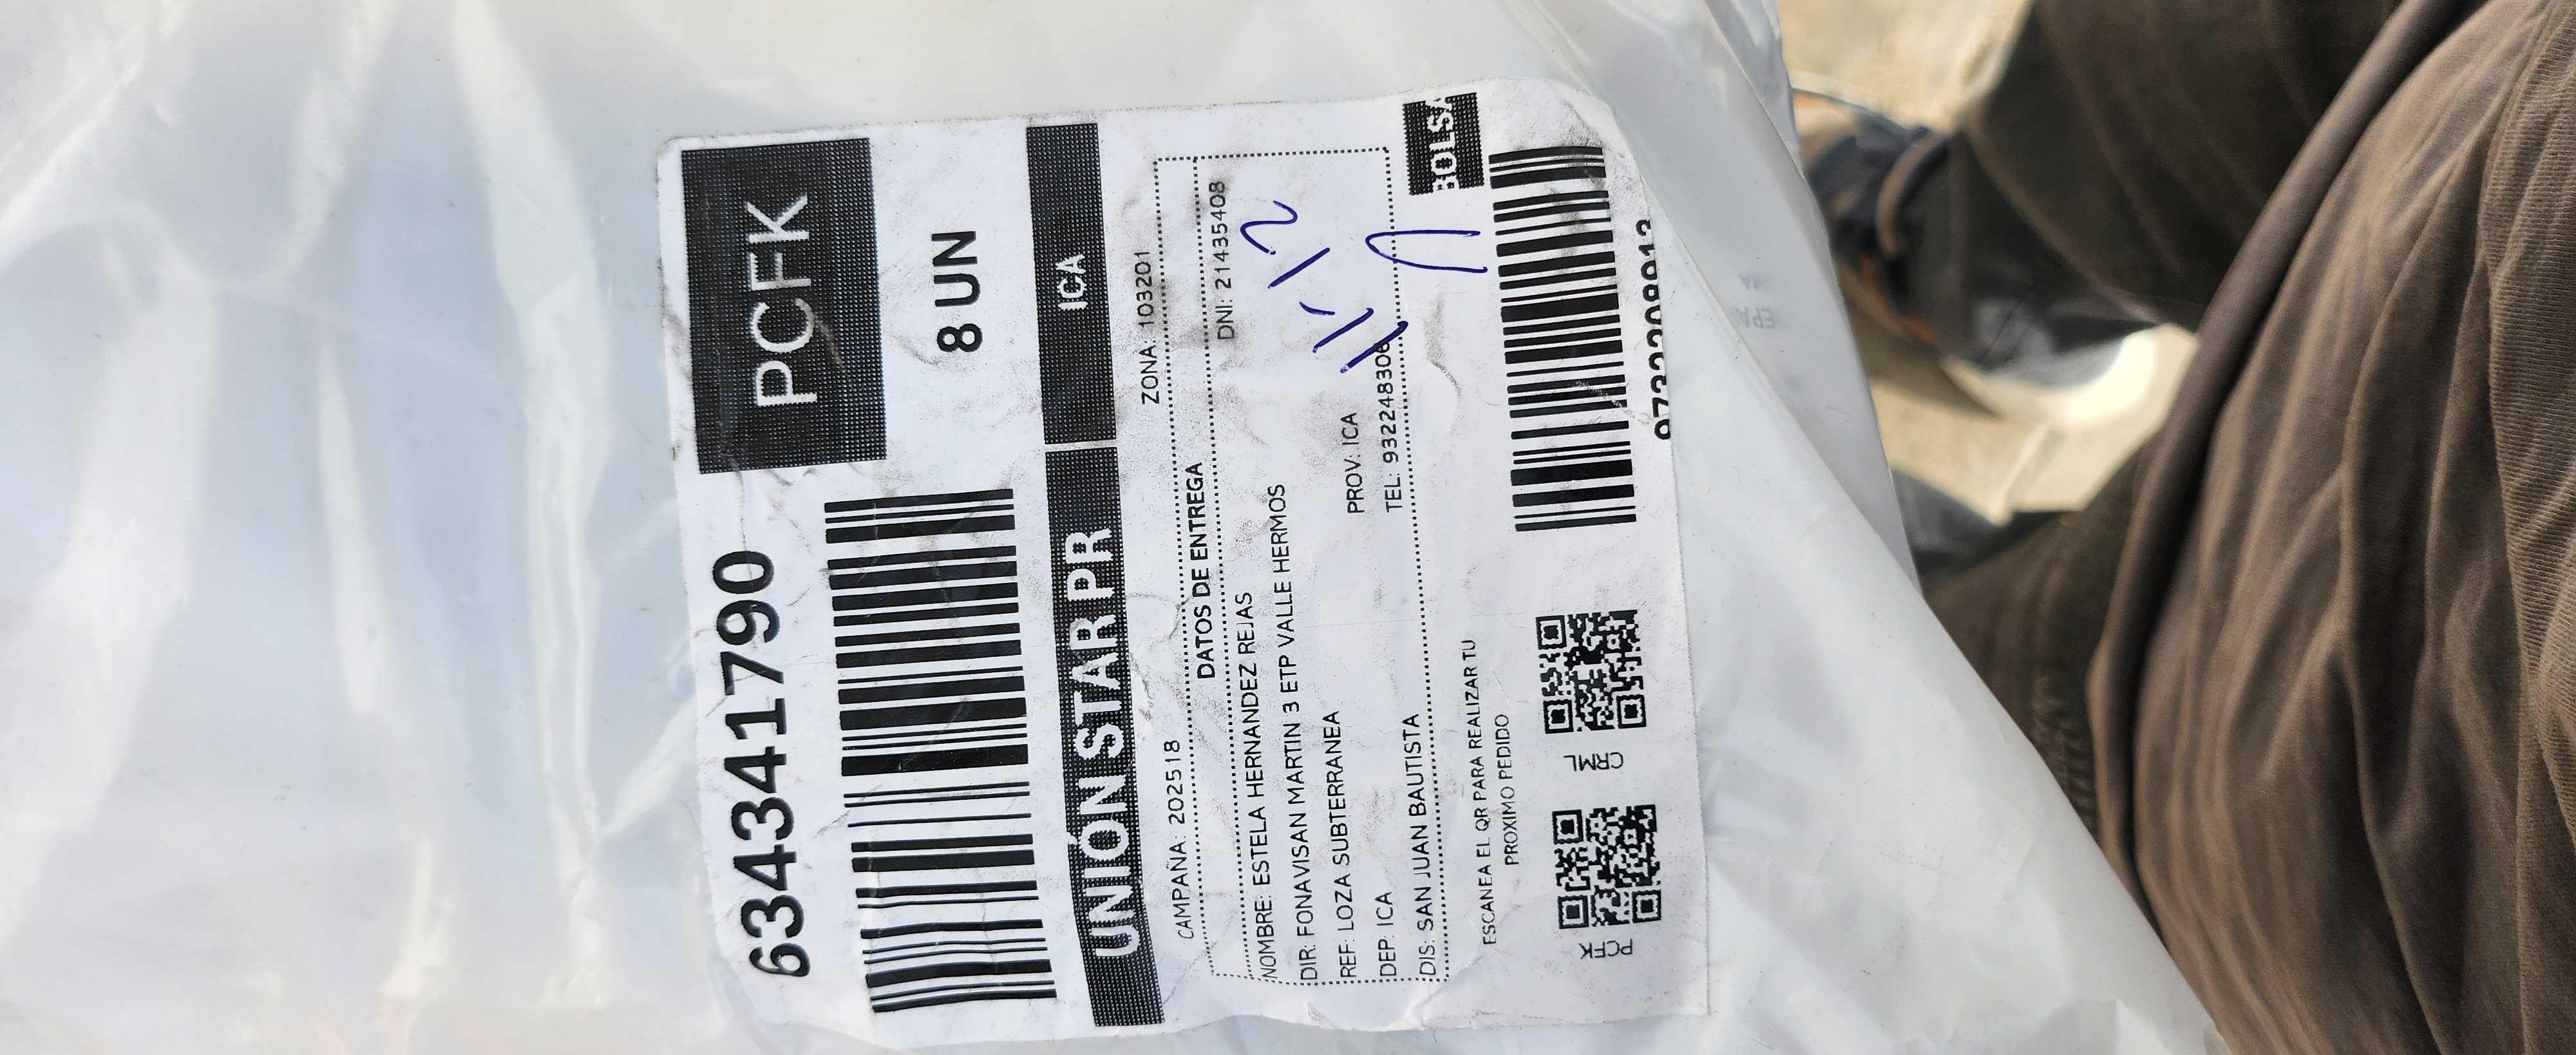 6343441790
PCFK
8 UN
UNIÓN STAR PR
ICA
CAMPAÑA: 202518
ZONA: 103201
DATOS DE ENTREGA
NOMBRE: ESTELA HERNANDEZ REJAS
DNI: 21435408
DIR: FONAVISAN MARTIN 3 ETP VALLE HERMOS
REF: LOZA SUBTERRANEA
DEP: ICA
PROV: ICA
DIS: SAN JUAN BAUTISTA
TEL: 932248306
BOLSA
ESCANEA EL QR PARA REALIZAR TU
PROXIMO PEDIDO
PCFK
CRML